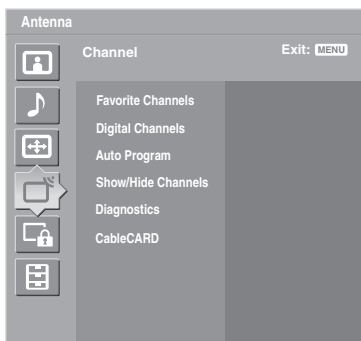 Antenna
Channel Exit: MENU
Favorite Channels
Digital Channels
Auto Program
Show/Hide Channels
Diagnostics
CableCARD